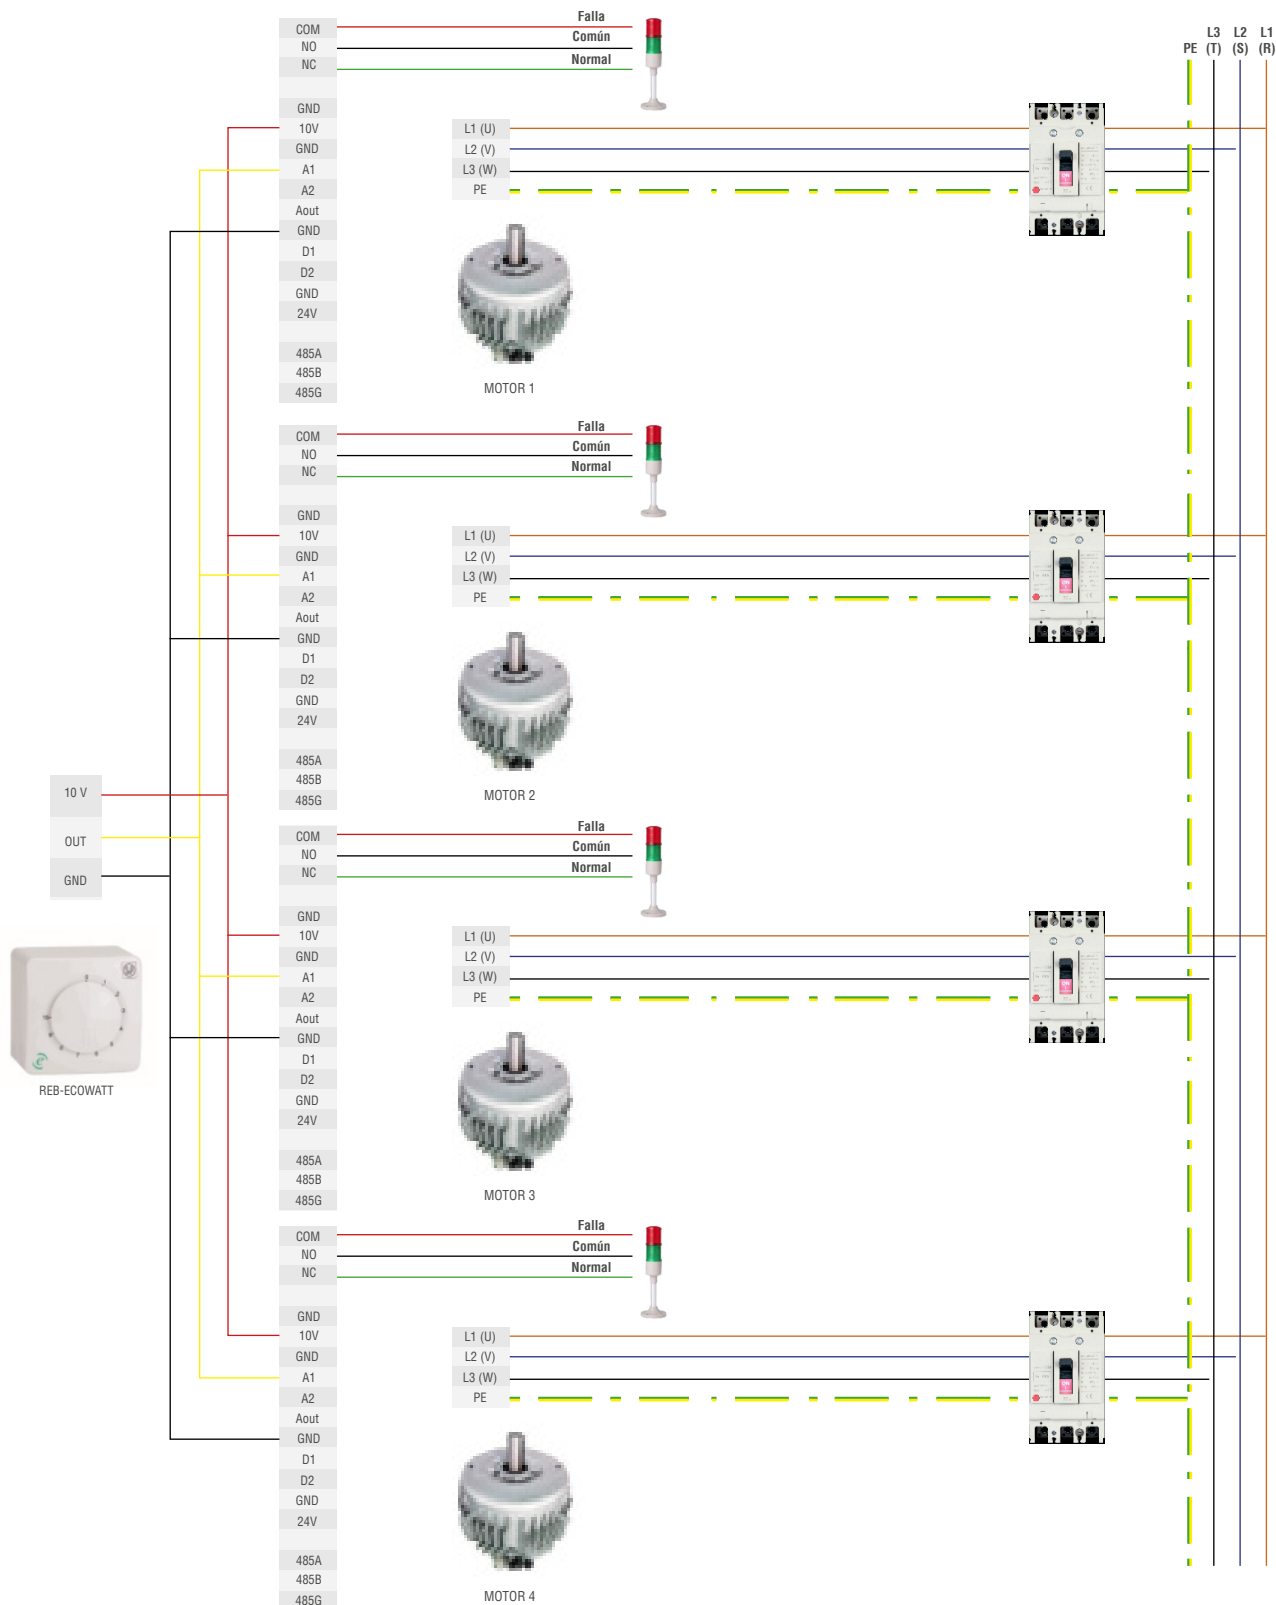 L3 L2 L1
PE (T) (S) (R)
COM
NO
NC
Falla
Común
Normal
GND
10V
GND
A1
A2
Aout
GND
D1
D2
GND
24V
485A
485B
485G
L1 (U)
L2 (V)
L3 (W)
PE
MOTOR 1
COM
NO
NC
Falla
Común
Normal
GND
10V
GND
A1
A2
Aout
GND
D1
D2
GND
24V
485A
485B
485G
L1 (U)
L2 (V)
L3 (W)
PE
MOTOR 2
10 V
OUT
GND
REB-ECOWATT
COM
NO
NC
Falla
Común
Normal
GND
10V
GND
A1
A2
Aout
GND
D1
D2
GND
24V
485A
485B
485G
L1 (U)
L2 (V)
L3 (W)
PE
MOTOR 3
COM
NO
NC
Falla
Común
Normal
GND
10V
GND
A1
A2
Aout
GND
D1
D2
GND
24V
485A
485B
485G
L1 (U)
L2 (V)
L3 (W)
PE
MOTOR 4